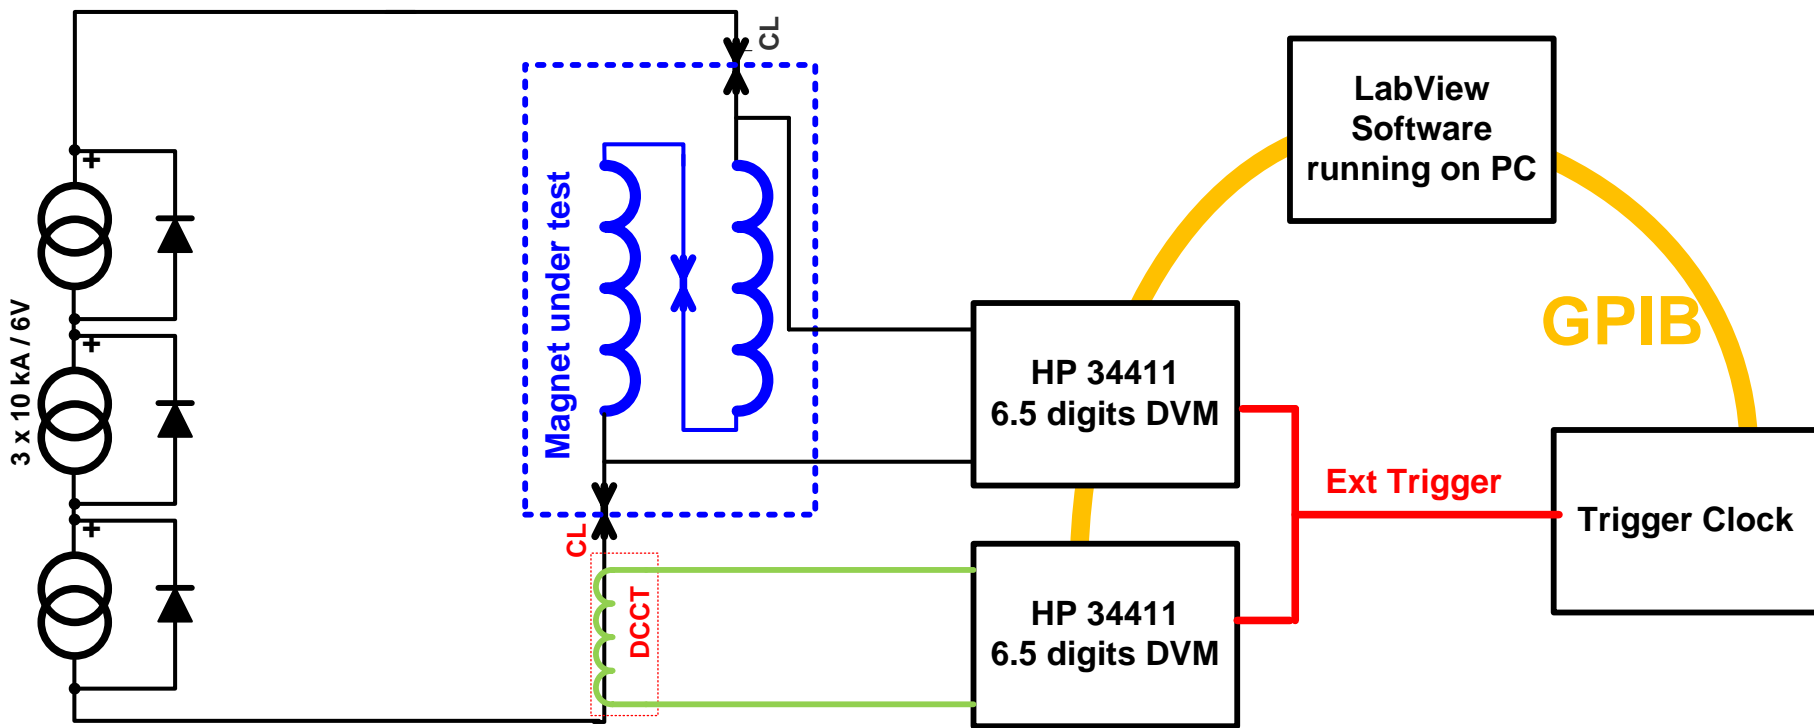 CL
LabView
Software
running on PC
+
Magnet under test
3 x 10 kA / 6V
+
GPIB
HP 34411
6.5 digits DVM
Ext Trigger
Trigger Clock
+
CL
DCCT
HP 34411
6.5 digits DVM